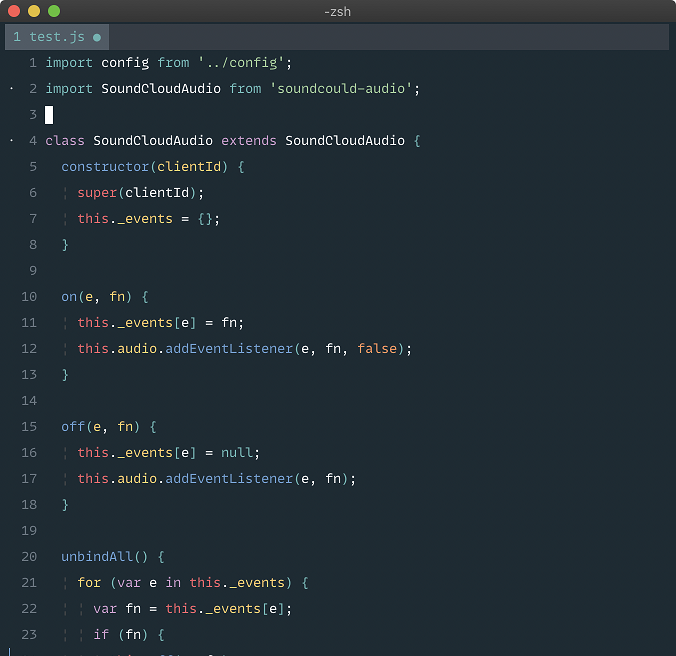 -zsh
1 test.js ●
1 import config from '../config';
· 2 import SoundCloudAudio from 'soundcould-audio';
3
· 4 class SoundCloudAudio extends SoundCloudAudio {
5 constructor(clientId) {
6 super(clientId);
7 this._events = {};
8 }
9
10 on(e, fn) {
11 this._events[e] = fn;
12 this.audio.addEventListener(e, fn, false);
13 }
14
15 off(e, fn) {
16 this._events[e] = null;
17 this.audio.addEventListener(e, fn);
18 }
19
20 unbindAll() {
21 for (var e in this._events) {
22 var fn = this._events[e];
23 if (fn) {